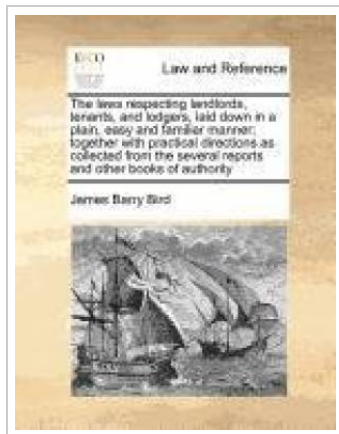 ECCO
Law and Reference
The laws respecting landlords,
tenants, and lodgers, laid down in a
plain, easy and familiar manner;
together with practical directions as
collected from the several reports
and other books of authority
James Barry Bird